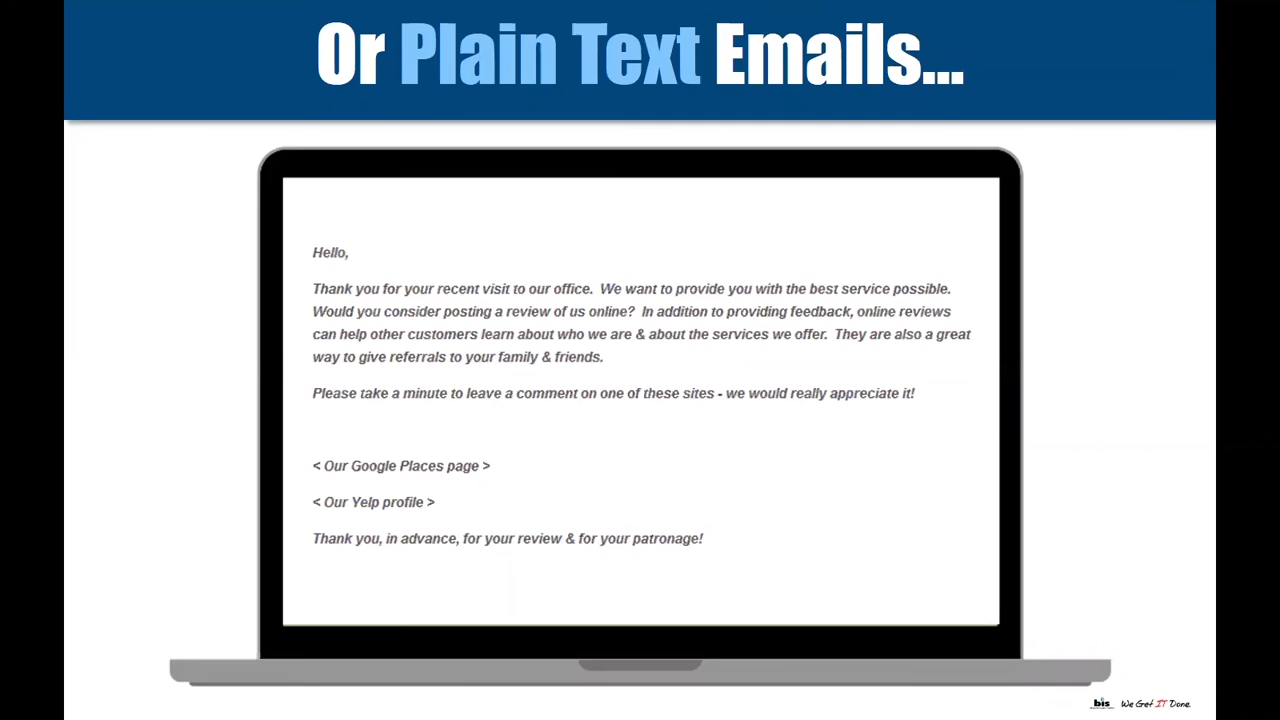 Or Plain Text Emails...
Hello,
Thank you for your recent visit to our office.  We want to provide you with the best service possible.
Would you consider posting a review of us online?  In addition to providing feedback, online reviews
can help other customers learn about who we are & about the services we offer.  They are also a great
way to give referrals to your family & friends.
Please take a minute to leave a comment on one of these sites - we would really appreciate it!
< Our Google Places page >
< Our Yelp profile >
Thank you, in advance, for your review & for your patronage!
bis We Get IT Done.